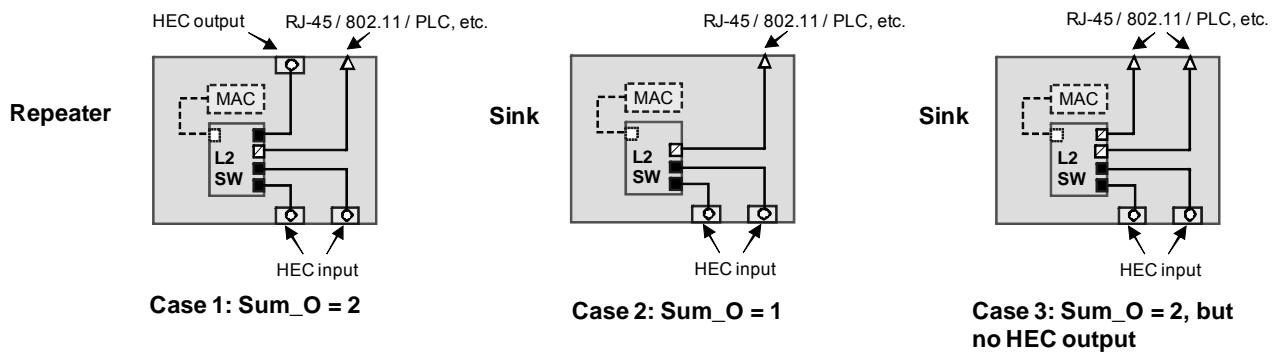 HEC output
RJ-45 / 802.11 / PLC, etc.
Repeater
MAC
L2
SW
HEC input
Case 1: Sum_O = 2
RJ-45 / 802.11 / PLC, etc.
Sink
MAC
L2
SW
HEC input
Case 2: Sum_O = 1
RJ-45 / 802.11 / PLC, etc.
Sink
MAC
L2
SW
HEC input
Case 3: Sum_O = 2, but
no HEC output